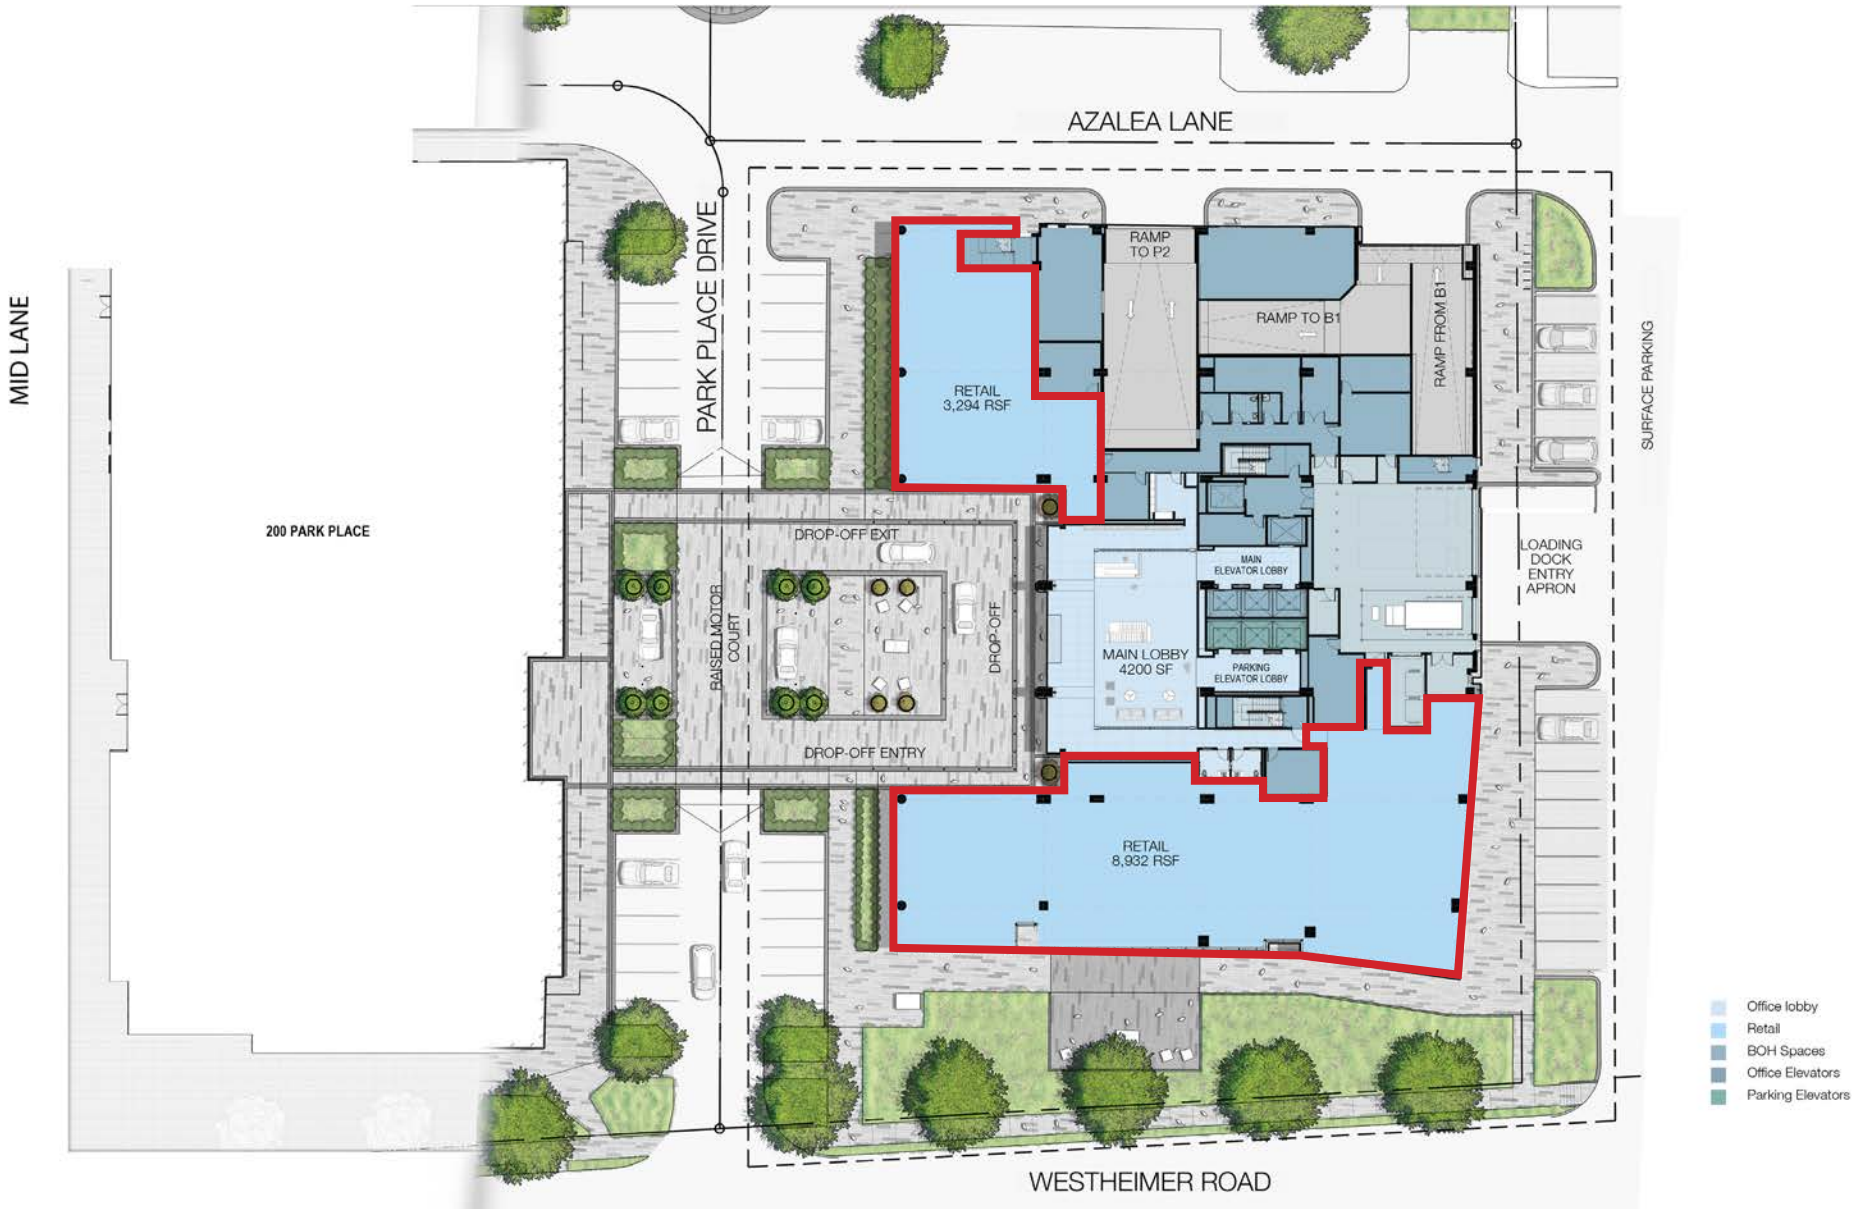 AZALEA LANE
MID LANE
PARK PLACE DRIVE
RAMP
TO P2
RAMP TO B1
RAMP FROM B1
SURFACE PARKING
RETAIL
3,294 RSF
200 PARK PLACE
DROP-OFF EXIT
RAISED MOTOR
COURT
DROP-OFF
DROP-OFF ENTRY
MAIN
ELEVATOR LOBBY
MAIN LOBBY
4200 SF
PARKING
ELEVATOR LOBBY
LOADING
DOCK
ENTRY
APRON
RETAIL
8,932 RSF
Office lobby
Retail
BOH Spaces
Office Elevators
Parking Elevators
WESTHEIMER ROAD